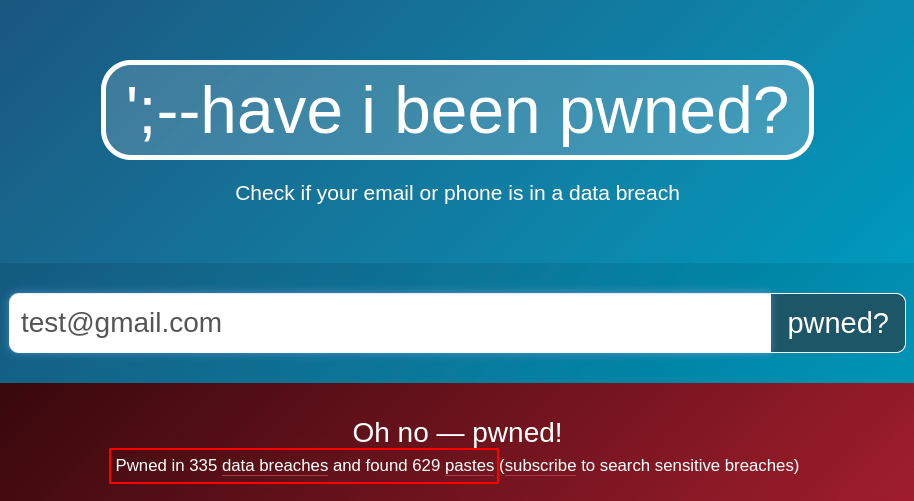 ';--have i been pwned?
Check if your email or phone is in a data breach
test@gmail.com
pwned?
Oh no — pwned!
Pwned in 335 data breaches and found 629 pastes (subscribe to search sensitive breaches)